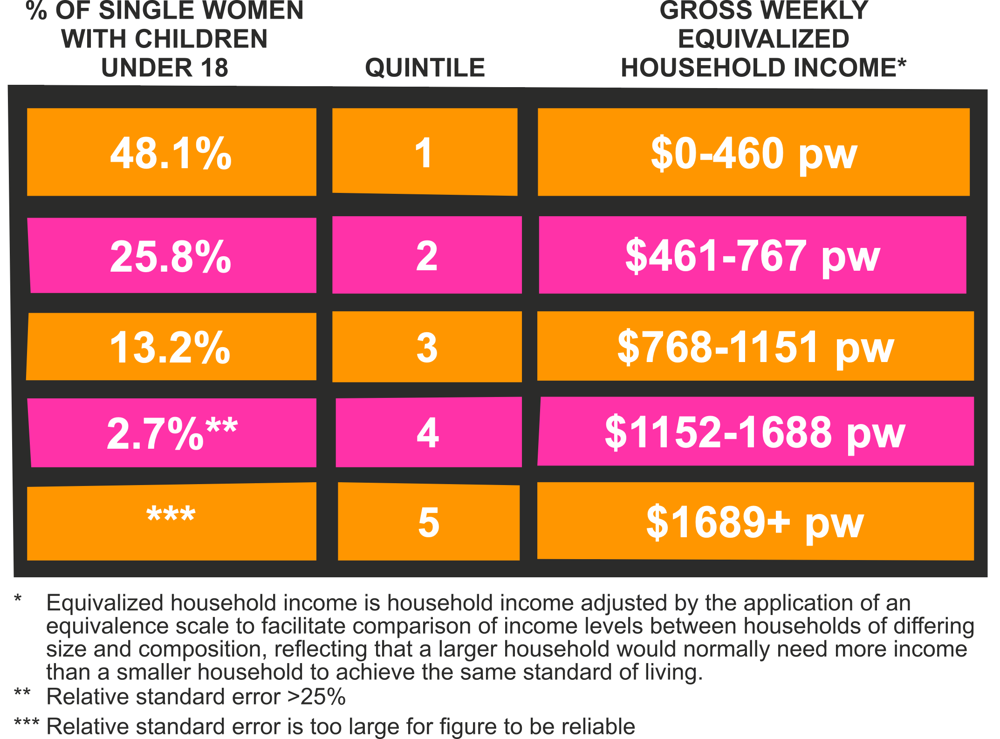 % OF SINGLE WOMEN
WITH CHILDREN
UNDER 18
QUINTILE
GROSS WEEKLY
EQUIVALIZED
HOUSEHOLD INCOME*
48.1% 1 $0-460 pw
25.8% 2 $461-767 pw
13.2% 3 $768-1151 pw
2.7%** 4 $1152-1688 pw
*** 5 $1689+ pw
* Equivalized household income is household income adjusted by the application of an
equivalence scale to facilitate comparison of income levels between households of differing
size and composition, reflecting that a larger household would normally need more income
than a smaller household to achieve the same standard of living.
** Relative standard error >25%
*** Relative standard error is too large for figure to be reliable